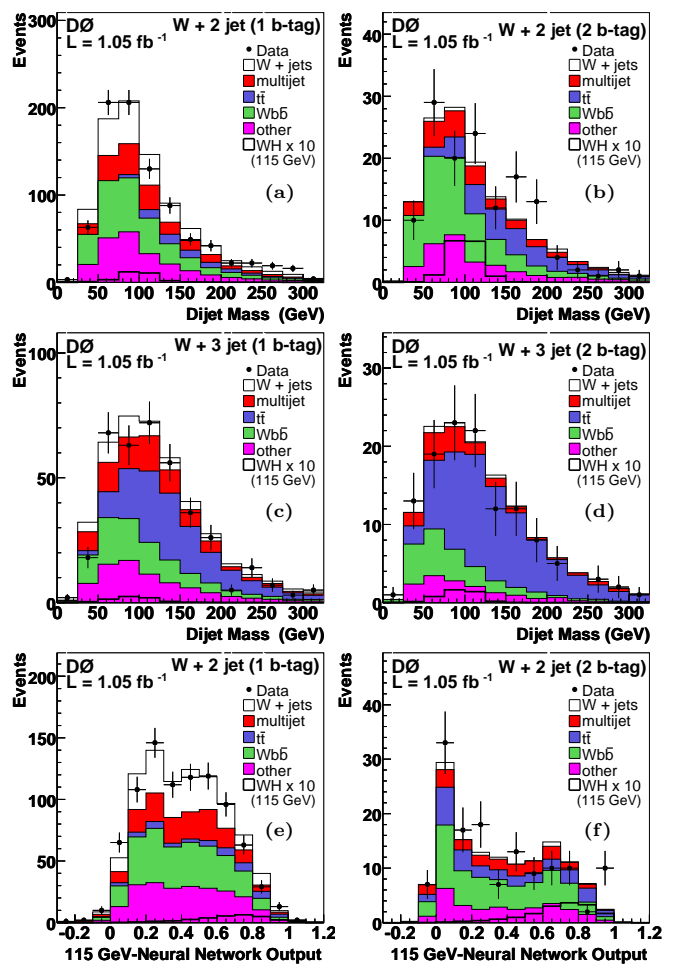 DØ W + 2 jet (1 b-tag)
L = 1.05 fb -1
Events
300
200
100
0
Data
W + jets
multijet
tt̄
Wbb̄
other
WH x 10
(115 GeV)
(a)
0 50 100 150 200 250 300
Dijet Mass (GeV)
DØ W + 2 jet (2 b-tag)
L = 1.05 fb -1
Events
40
30
20
10
0
Data
W + jets
multijet
tt̄
Wbb̄
other
WH x 10
(115 GeV)
(b)
0 50 100 150 200 250 300
Dijet Mass (GeV)
DØ W + 3 jet (1 b-tag)
L = 1.05 fb -1
Events
100
50
0
Data
W + jets
multijet
tt̄
Wbb̄
other
WH x 10
(115 GeV)
(c)
0 50 100 150 200 250 300
Dijet Mass (GeV)
DØ W + 3 jet (2 b-tag)
L = 1.05 fb -1
Events
30
20
10
0
Data
W + jets
multijet
tt̄
Wbb̄
other
WH x 10
(115 GeV)
(d)
0 50 100 150 200 250 300
Dijet Mass (GeV)
DØ W + 2 jet (1 b-tag)
L = 1.05 fb -1
Events
200
150
100
50
0
Data
W + jets
multijet
tt̄
Wbb̄
other
WH x 10
(115 GeV)
(e)
-0.2 0 0.2 0.4 0.6 0.8 1 1.2
115 GeV-Neural Network Output
DØ W + 2 jet (2 b-tag)
L = 1.05 fb -1
Events
40
30
20
10
0
Data
W + jets
multijet
tt̄
Wbb̄
other
WH x 10
(115 GeV)
(f)
-0.2 0 0.2 0.4 0.6 0.8 1 1.2
115 GeV-Neural Network Output